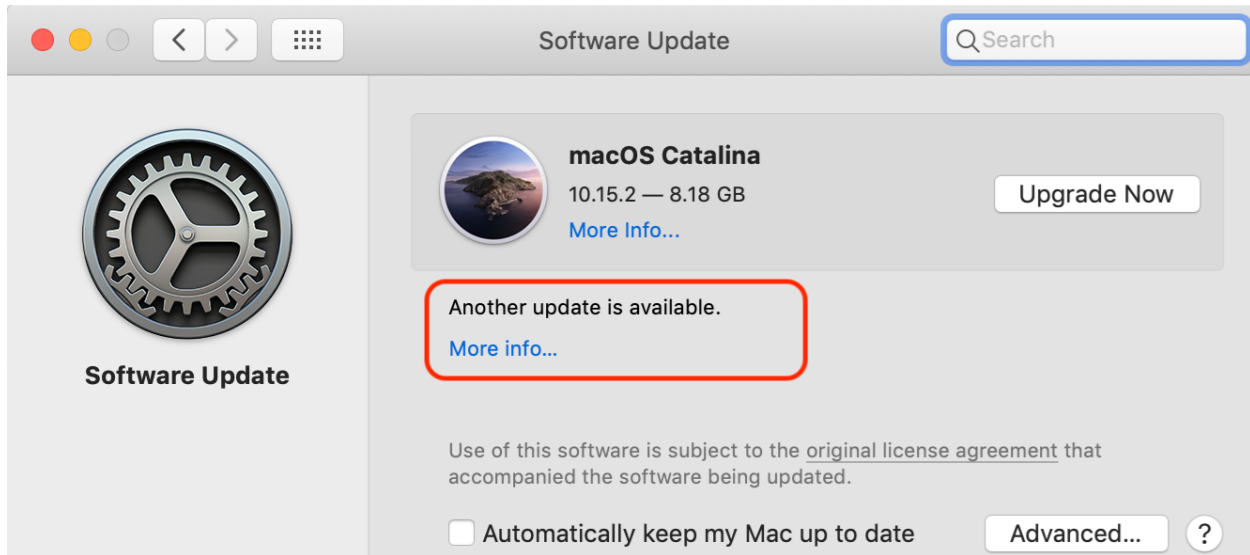 Software Update
Search
macOS Catalina
10.15.2 — 8.18 GB
Upgrade Now
More Info...
Another update is available.
More info...
Software Update
Use of this software is subject to the original license agreement that
accompanied the software being updated.
Automatically keep my Mac up to date
Advanced...
?